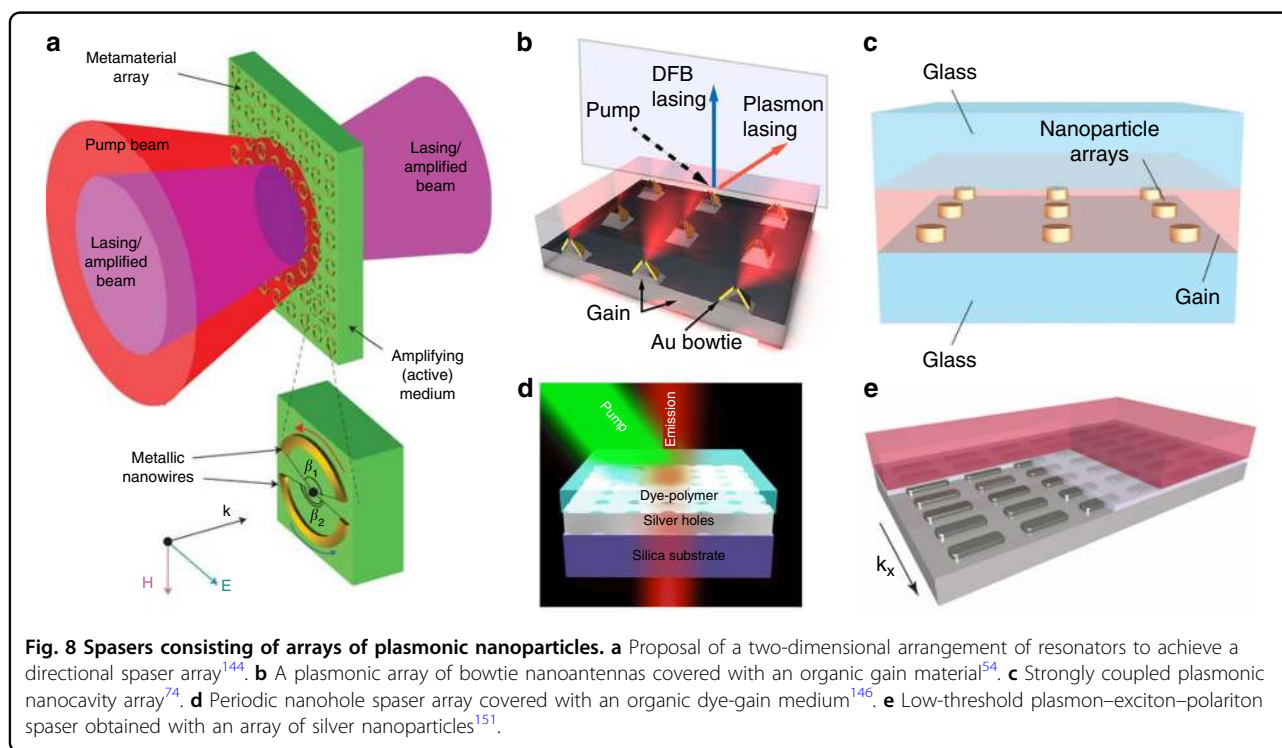 a
Metamaterial
array
Pump beam
Lasing/
amplified
beam
Lasing/
amplified
beam
Amplifying
(active)
medium
Metallic
nanowires
β1
β2
k
H
E
b
DFB
lasing
Pump
Plasmon
lasing
Gain
Au bowtie
c
Glass
Nanoparticle
arrays
Gain
Glass
d
Pump
Emission
Dye-polymer
Silver holes
Silica substrate
e
kx
Fig. 8 Spasers consisting of arrays of plasmonic nanoparticles. a Proposal of a two-dimensional arrangement of resonators to achieve a
directional spaser array144. b A plasmonic array of bowtie nanoantennas covered with an organic gain material54. c Strongly coupled plasmonic
nanocavity array74. d Periodic nanohole spaser array covered with an organic dye-gain medium146. e Low-threshold plasmon–exciton–polariton
spaser obtained with an array of silver nanoparticles151.